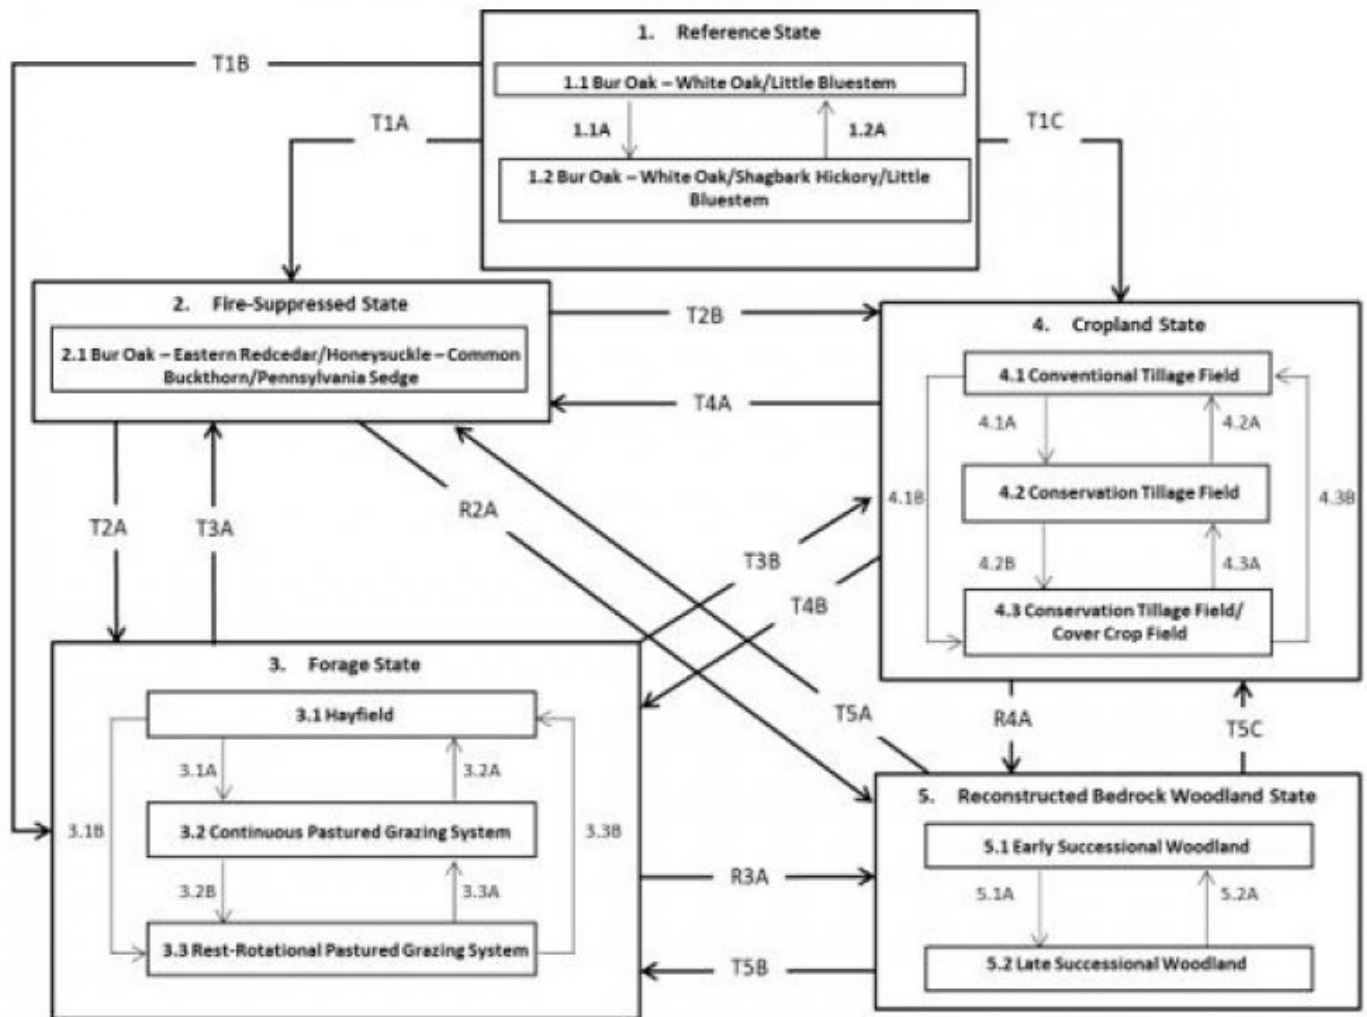 1. Reference State
T1B
1.1 Bur Oak – White Oak/Little Bluestem
T1A
1.1A
1.2A
T1C
1.2 Bur Oak – White Oak/Shagbark Hickory/Little
Bluestem
2. Fire-Suppressed State
T2B
4. Cropland State
2.1 Bur Oak – Eastern Redcedar/Honeysuckle – Common
Buckthorn/Pennsylvania Sedge
4.1 Conventional Tillage Field
T4A
4.1A
4.2A
4.1B
4.2 Conservation Tillage Field
4.3B
R2A
T2A
T3A
T3B
4.2B
4.3A
T4B
4.3 Conservation Tillage Field/
Cover Crop Field
3. Forage State
3.1 Hayfield
T5A
R4A
T5C
3.1A
3.2A
5. Reconstructed Bedrock Woodland State
3.1B
3.2 Continuous Pastured Grazing System
3.3B
5.1 Early Successional Woodland
R3A
3.2B
3.3A
5.1A
5.2A
3.3 Rest-Rotational Pastured Grazing System
T5B
5.2 Late Successional Woodland